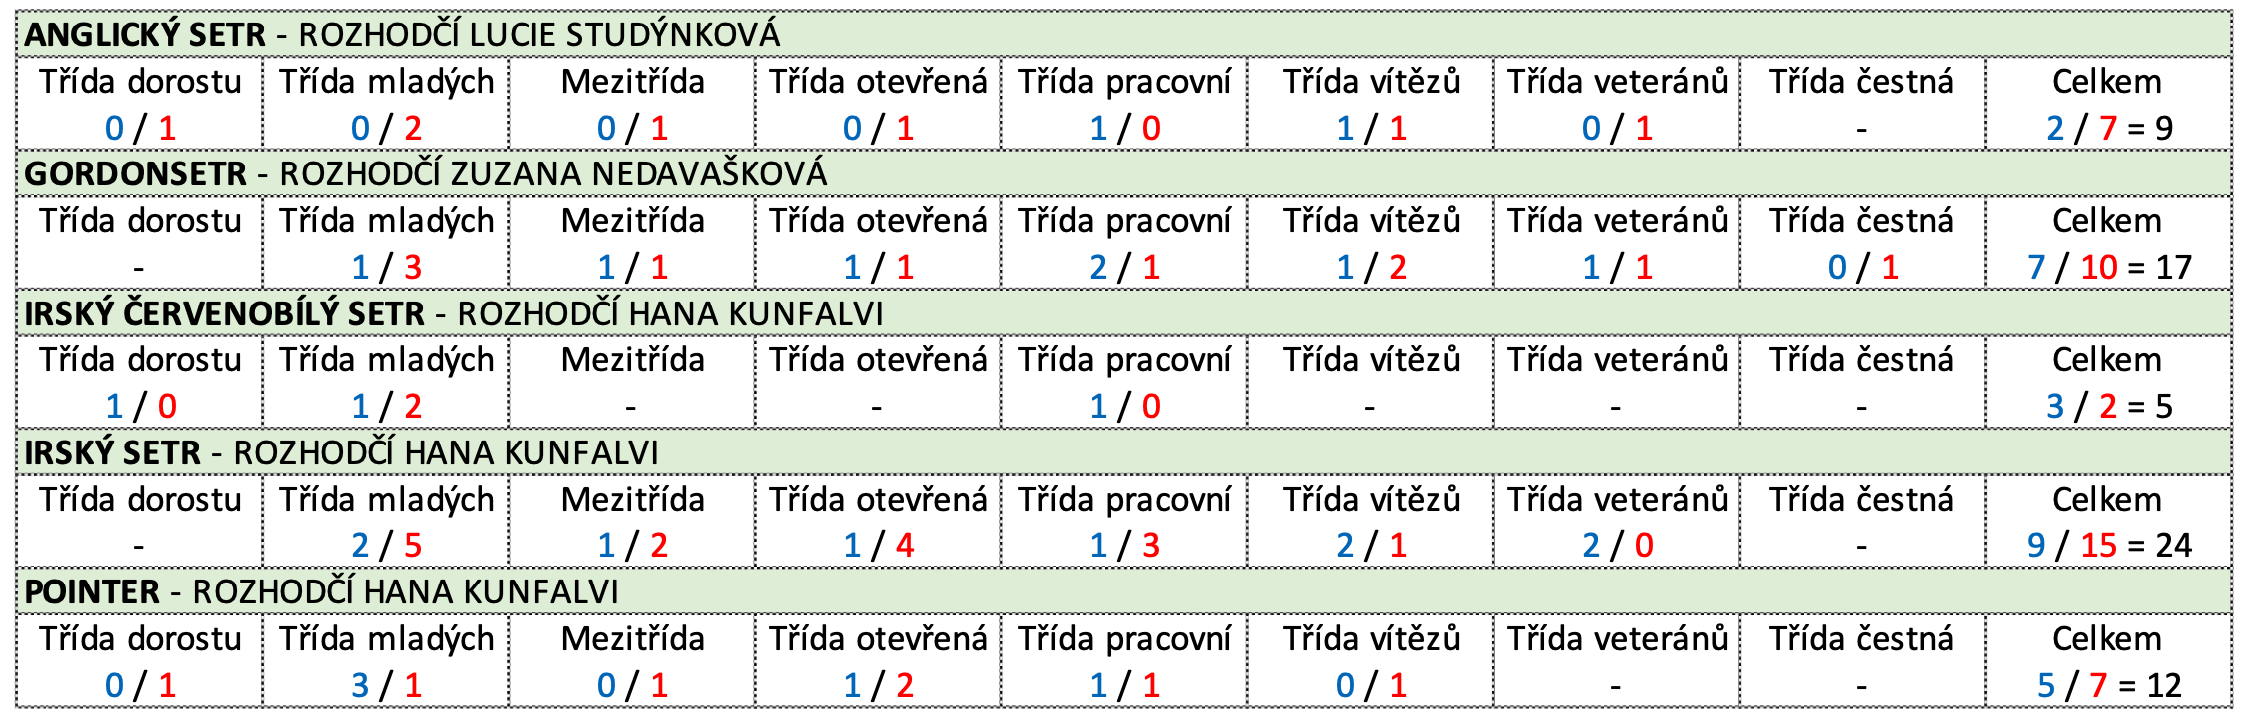 ANGLICKÝ SETR - ROZHODČÍ LUCIE STUDÝNKOVÁ
Třída dorostu Třída mladých Mezitřída Třída otevřená Třída pracovní Třída vítězů Třída veteránů Třída čestná Celkem
0 / 1 0 / 2 0 / 1 0 / 1 1 / 0 1 / 1 0 / 1 - 2 / 7 = 9
GORDONSETR - ROZHODČÍ ZUZANA NEDAVAŠKOVÁ
Třída dorostu Třída mladých Mezitřída Třída otevřená Třída pracovní Třída vítězů Třída veteránů Třída čestná Celkem
- 1 / 3 1 / 1 1 / 1 2 / 1 1 / 2 1 / 1 0 / 1 7 / 10 = 17
IRSKÝ ČERVENOBÍLÝ SETR - ROZHODČÍ HANA KUNFALVI
Třída dorostu Třída mladých Mezitřída Třída otevřená Třída pracovní Třída vítězů Třída veteránů Třída čestná Celkem
1 / 0 1 / 2 - - 1 / 0 - - - 3 / 2 = 5
IRSKÝ SETR - ROZHODČÍ HANA KUNFALVI
Třída dorostu Třída mladých Mezitřída Třída otevřená Třída pracovní Třída vítězů Třída veteránů Třída čestná Celkem
- 2 / 5 1 / 2 1 / 4 1 / 3 2 / 1 2 / 0 - 9 / 15 = 24
POINTER - ROZHODČÍ HANA KUNFALVI
Třída dorostu Třída mladých Mezitřída Třída otevřená Třída pracovní Třída vítězů Třída veteránů Třída čestná Celkem
0 / 1 3 / 1 0 / 1 1 / 2 1 / 1 0 / 1 - - 5 / 7 = 12